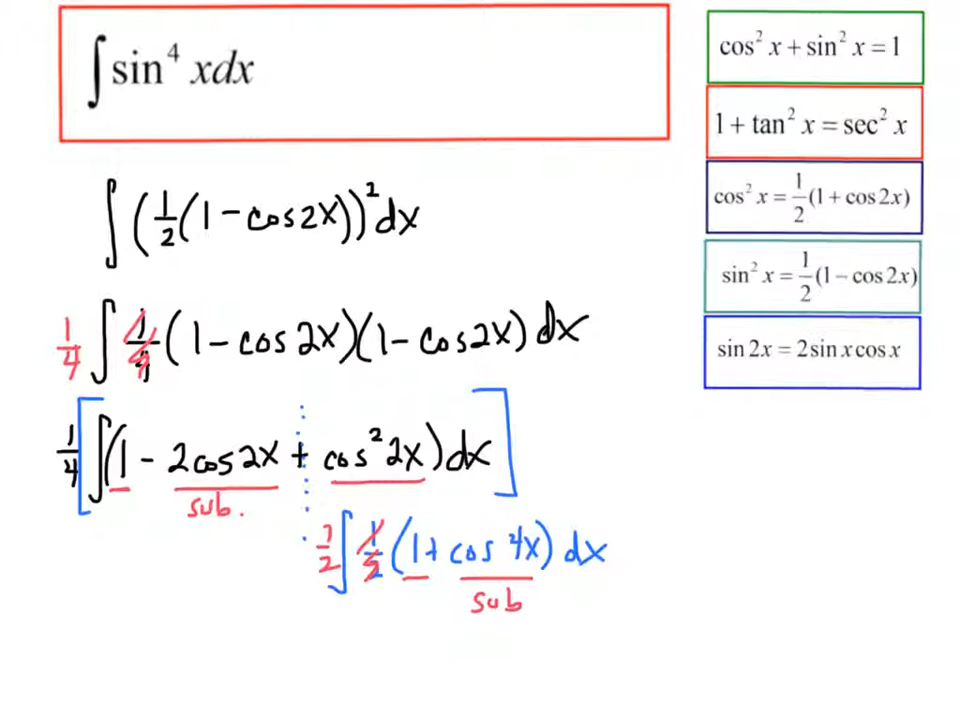 ∫ sin⁴ xdx
cos² x + sin² x = 1
1 + tan² x = sec² x
cos² x = 1/2 (1 + cos 2x)
sin² x = 1/2 (1 − cos 2x)
sin 2x = 2 sin x cos x
∫ (1/2 (1 − cos 2x))² dx
1/4 ∫ 1/4 (1 − cos 2x)(1 − cos 2x) dx
1/4 [∫ (1 − 2cos 2x + cos² 2x) dx]
sub.
1/2 ∫ 1/2 (1 + cos 4x) dx
sub